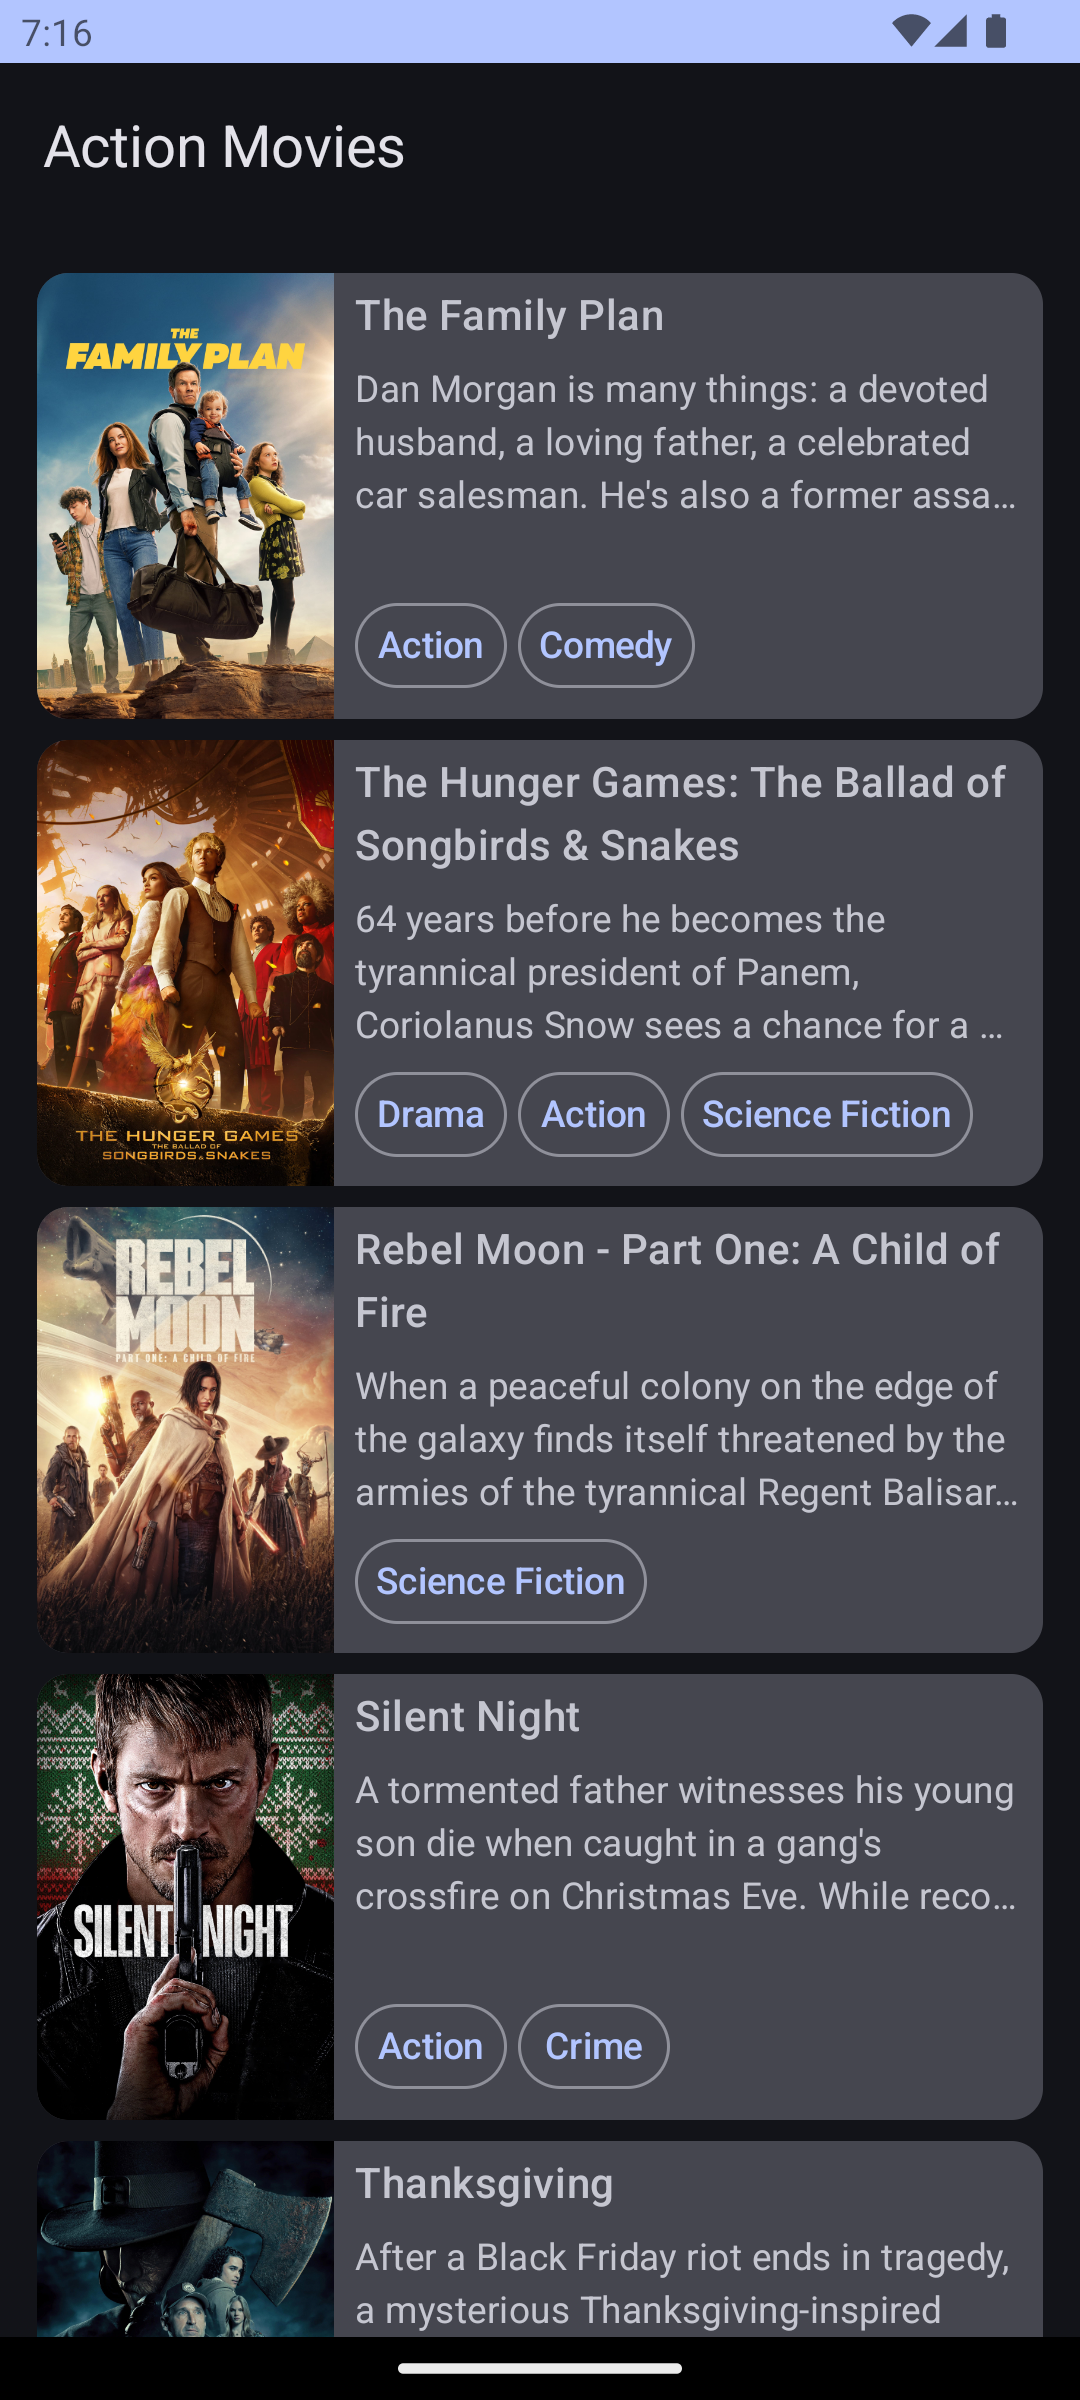 7:16
Action Movies
THE
FAMILY PLAN
The Family Plan
Dan Morgan is many things: a devoted
husband, a loving father, a celebrated
car salesman. He's also a former assa…
Action
Comedy
The Hunger Games: The Ballad of
Songbirds & Snakes
64 years before he becomes the
tyrannical president of Panem,
Coriolanus Snow sees a chance for a …
Drama
Action
Science Fiction
THE HUNGER GAMES
THE BALLAD OF
SONGBIRDS & SNAKES
REBEL
MOON
PART ONE: A CHILD OF FIRE
Rebel Moon - Part One: A Child of
Fire
When a peaceful colony on the edge of
the galaxy finds itself threatened by the
armies of the tyrannical Regent Balisar…
Science Fiction
SILENT NIGHT
Silent Night
A tormented father witnesses his young
son die when caught in a gang's
crossfire on Christmas Eve. While reco…
Action
Crime
Thanksgiving
After a Black Friday riot ends in tragedy,
a mysterious Thanksgiving-inspired